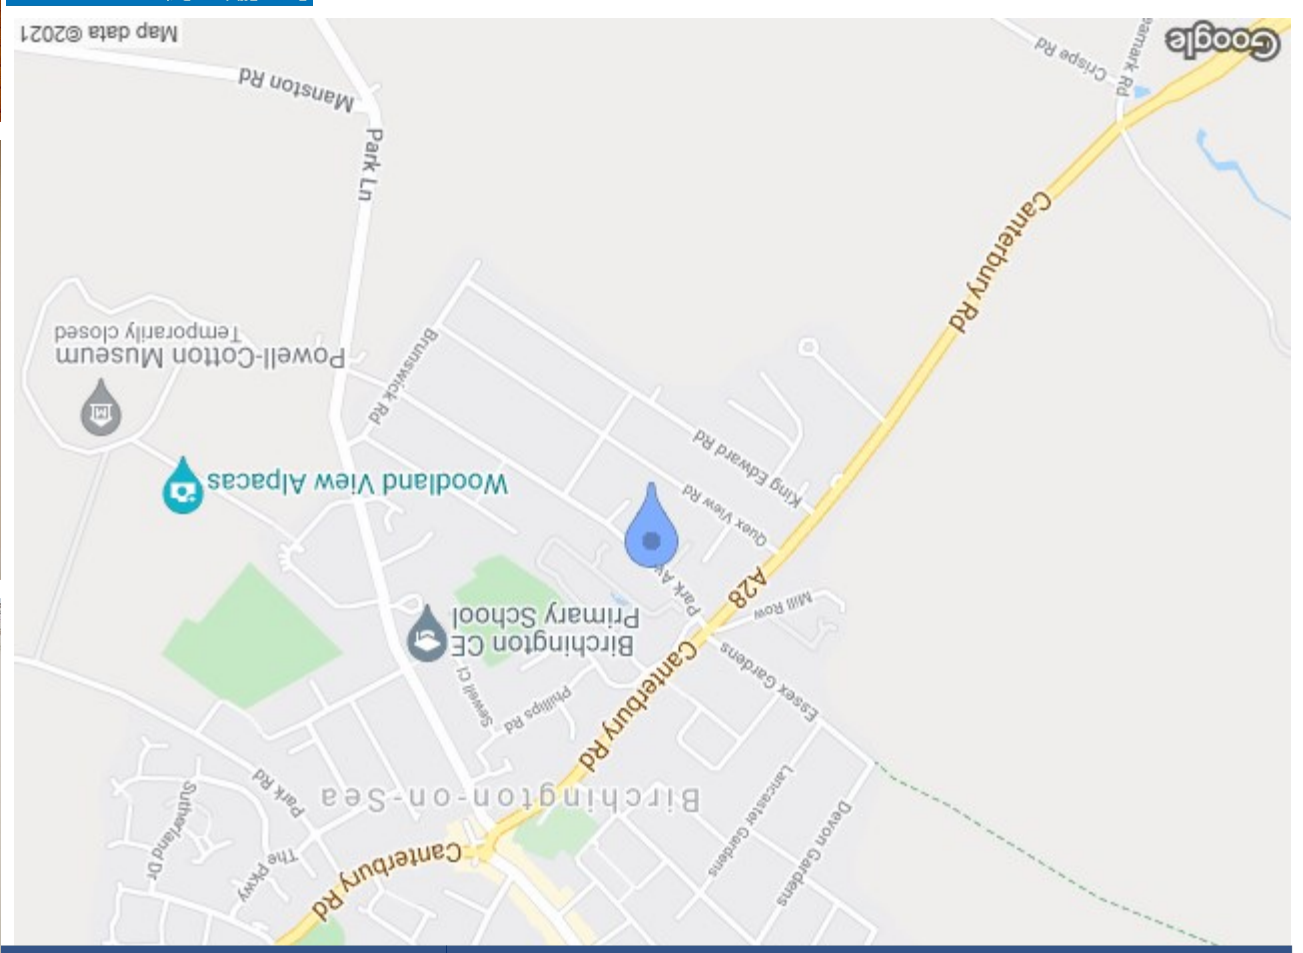 Canterbury Rd
Devon Gardens
Lancaster Gardens
The Pkwy
Sutherland Dr
Park Rd
Birchington-on-Sea
Canterbury Rd
Essex Gardens
Phillips Rd
Sewell Cl
Birchington CE
Primary School
Mill Row
A28
Park Av
Quex View Rd
King Edward Rd
Woodland View Alpacas
Brunswick Rd
Powell-Cotton Museum
Temporarily closed
Canterbury Rd
Park Ln
Manston Rd
Crispe Rd
eamark Rd
Google
Map data ©2021